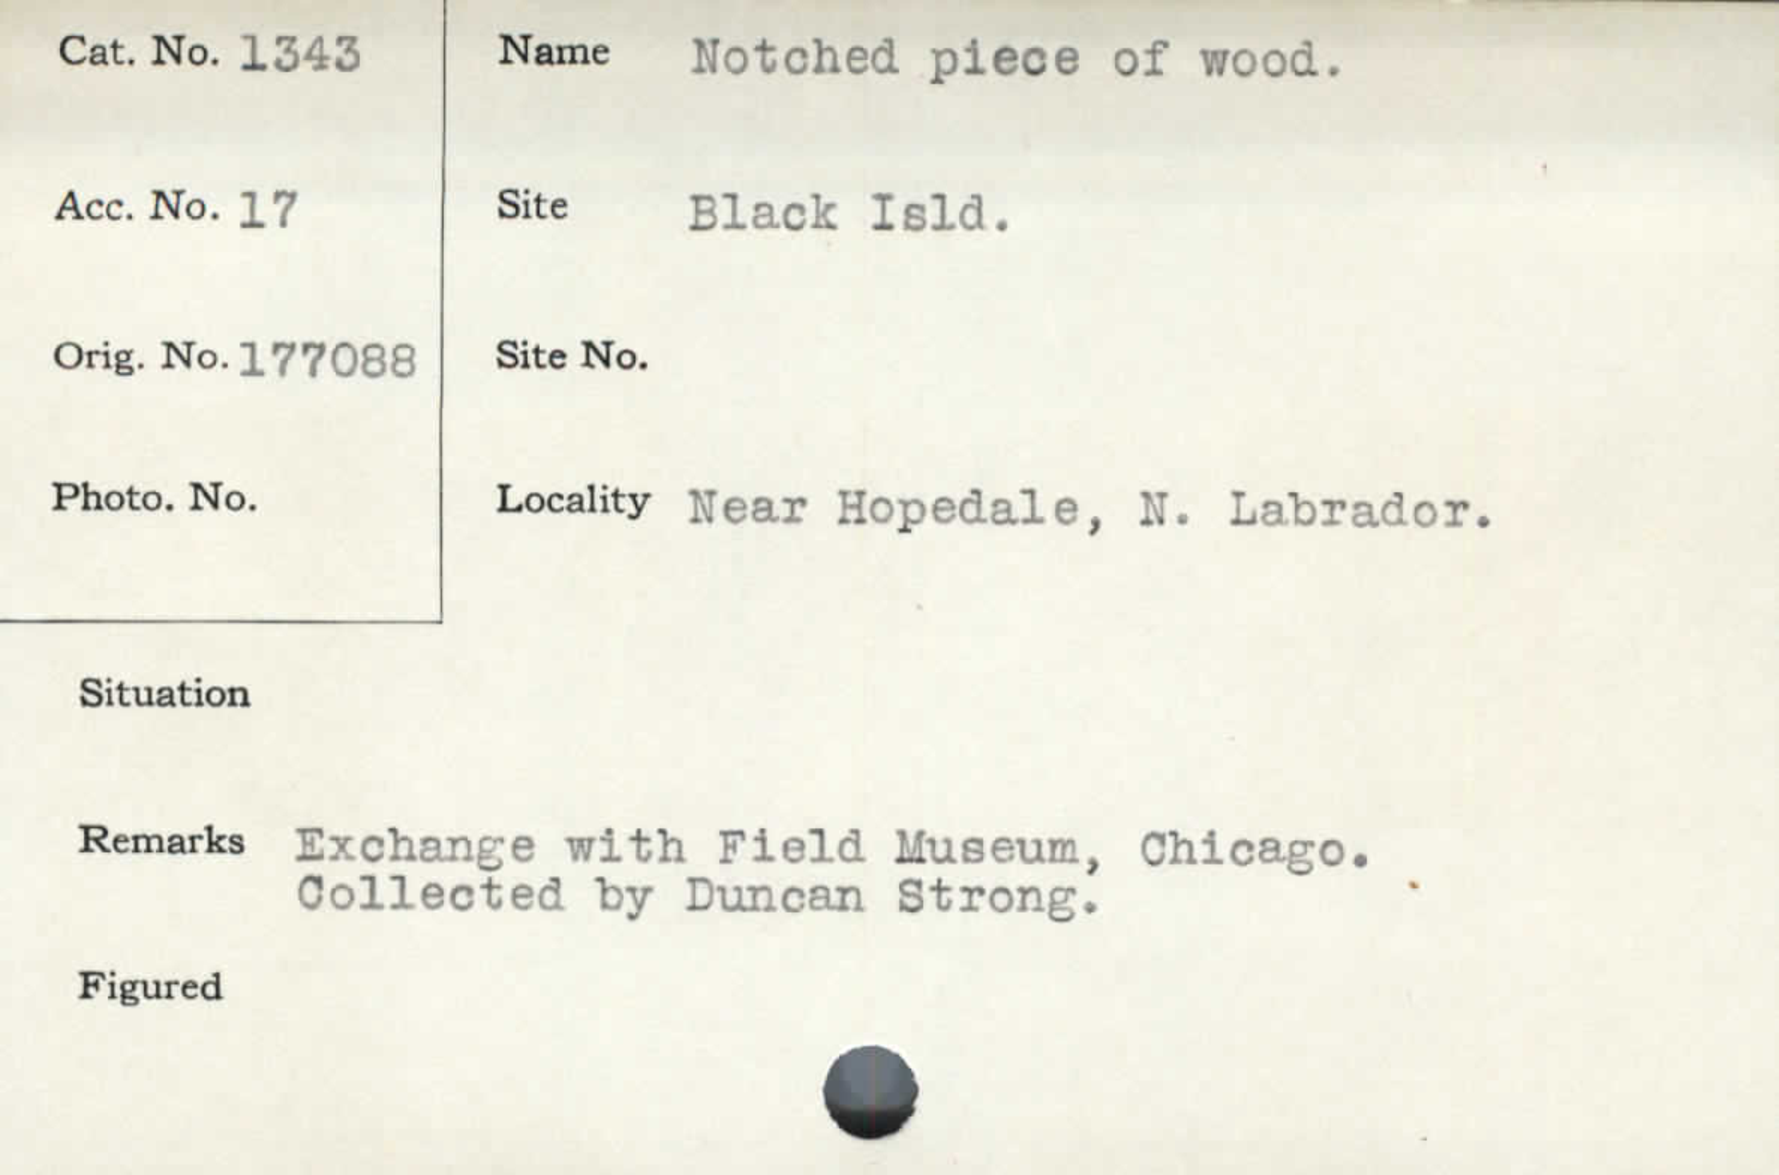 Cat. No. 1343
Acc. No. 17
Orig. No. 177088
Photo. No.
Name Notched piece of wood.
Site Black Isld.
Site No.
Locality Near Hopedale, N. Labrador.
Situation
Remarks Exchange with Field Museum, Chicago.
Collected by Duncan Strong.
Figured